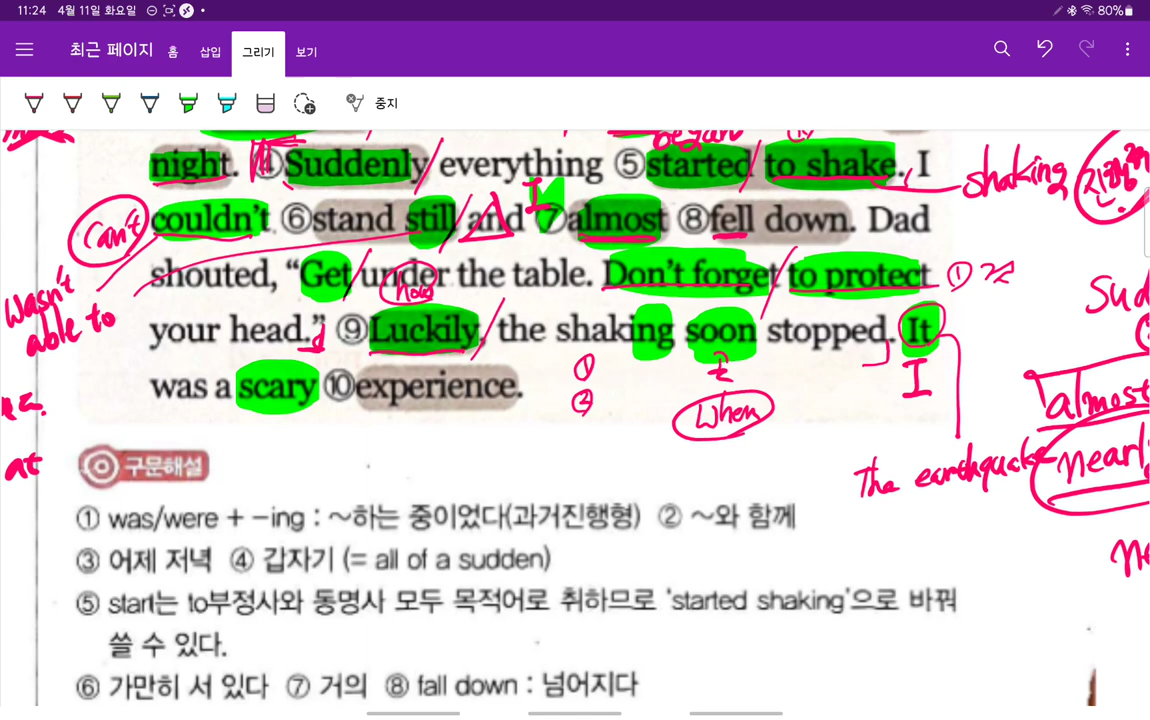 11:24 4월 11일 화요일 80%
최근 페이지 홈 삽입 그리기 보기
중지
began
night. ④Suddenly everything ⑤started to shake. I
shaking
couldn't ⑥stand still and ⑦almost ⑧fell down. Dad
can't
I
shouted, "Get under the table. Don't forget to protect
wasn't
able to
how
①
your head." ⑨Luckily, the shaking soon stopped. It
was a scary ⑩experience.
①
②
when
I
at
almost
The earthquake
구문해설
① was/were + -ing : ~하는 중이었다(과거진행형) ② ~와 함께
③ 어제 저녁 ④ 갑자기 (= all of a sudden)
⑤ start는 to부정사와 동명사 모두 목적어로 취하므로 'started shaking'으로 바꿔
쓸 수 있다.
⑥ 가만히 서 있다 ⑦ 거의 ⑧ fall down : 넘어지다